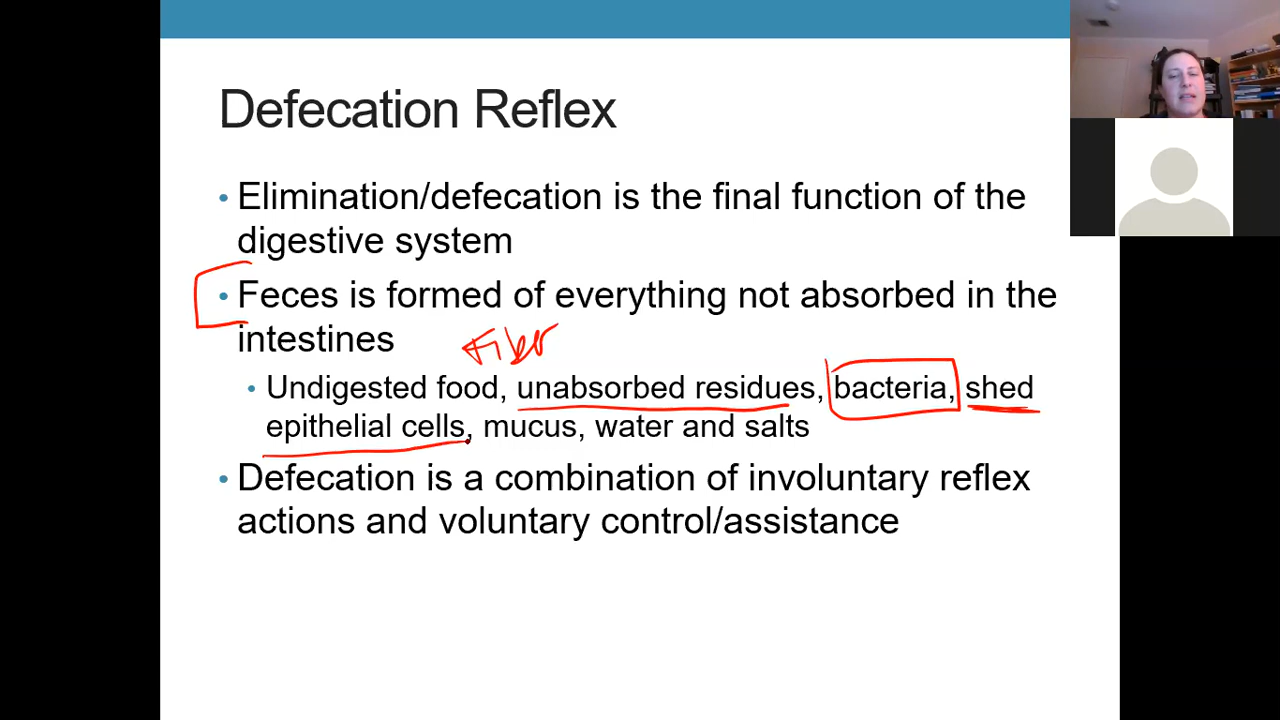 Defecation Reflex
• Elimination/defecation is the final function of the
digestive system
• Feces is formed of everything not absorbed in the
intestines
Fiber
• Undigested food, unabsorbed residues, bacteria, shed
epithelial cells, mucus, water and salts
• Defecation is a combination of involuntary reflex
actions and voluntary control/assistance